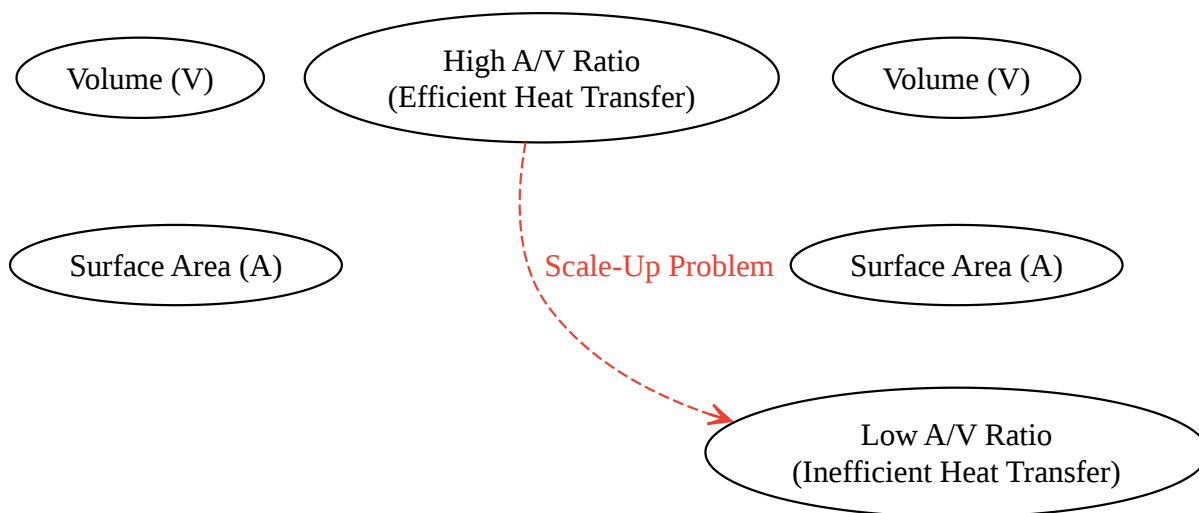 Volume (V)
High A/V Ratio
(Efficient Heat Transfer)
Volume (V)
Surface Area (A)
Scale-Up Problem
Surface Area (A)
Low A/V Ratio
(Inefficient Heat Transfer)